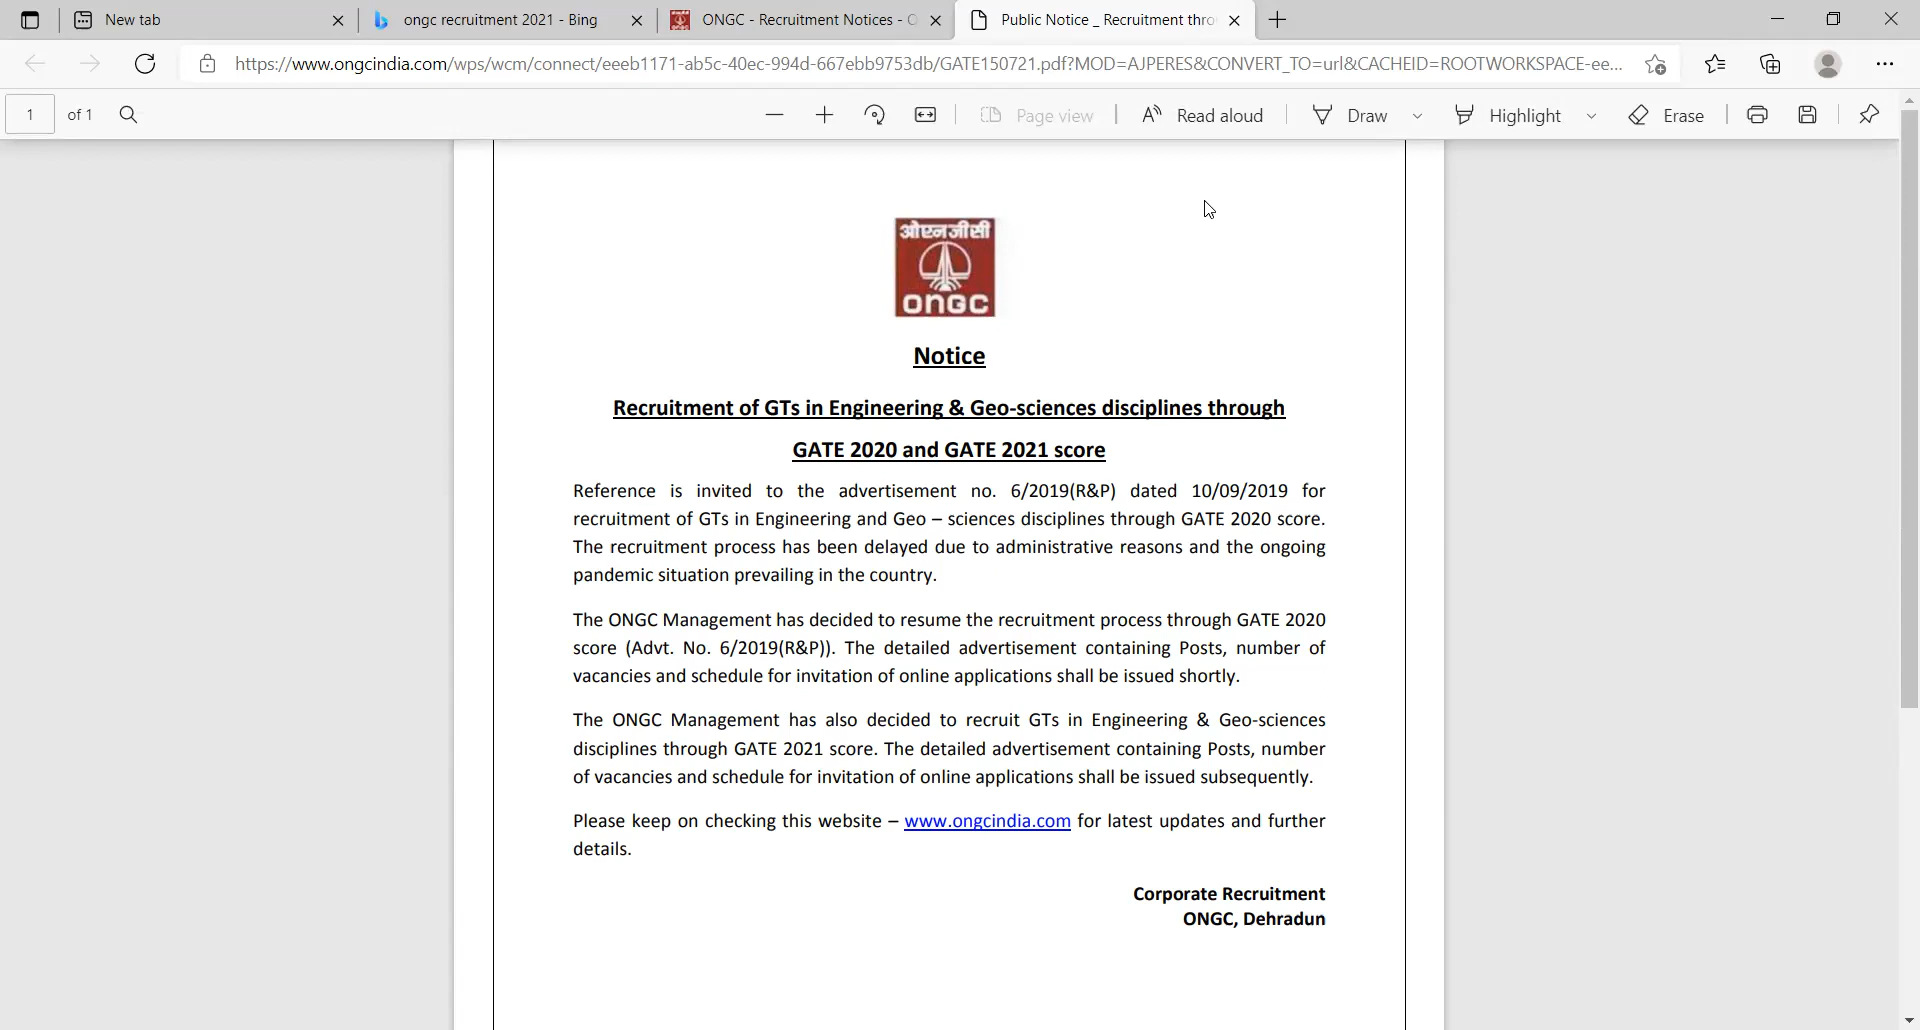 New tab
ongc recruitment 2021 - Bing
ONGC - Recruitment Notices - O
Public Notice _ Recruitment thro
https://www.ongcindia.com/wps/wcm/connect/eeeb1171-ab5c-40ec-994d-667ebb9753db/GATE150721.pdf?MOD=AJPERES&CONVERT_TO=url&CACHEID=ROOTWORKSPACE-ee...
1 of 1
Page view
Read aloud
Draw
Highlight
Erase
ओएनजीसी
ONGC
Notice
Recruitment of GTs in Engineering & Geo-sciences disciplines through
GATE 2020 and GATE 2021 score
Reference is invited to the advertisement no. 6/2019(R&P) dated 10/09/2019 for
recruitment of GTs in Engineering and Geo – sciences disciplines through GATE 2020 score.
The recruitment process has been delayed due to administrative reasons and the ongoing
pandemic situation prevailing in the country.
The ONGC Management has decided to resume the recruitment process through GATE 2020
score (Advt. No. 6/2019(R&P)). The detailed advertisement containing Posts, number of
vacancies and schedule for invitation of online applications shall be issued shortly.
The ONGC Management has also decided to recruit GTs in Engineering & Geo-sciences
disciplines through GATE 2021 score. The detailed advertisement containing Posts, number
of vacancies and schedule for invitation of online applications shall be issued subsequently.
Please keep on checking this website – www.ongcindia.com for latest updates and further
details.
Corporate Recruitment
ONGC, Dehradun